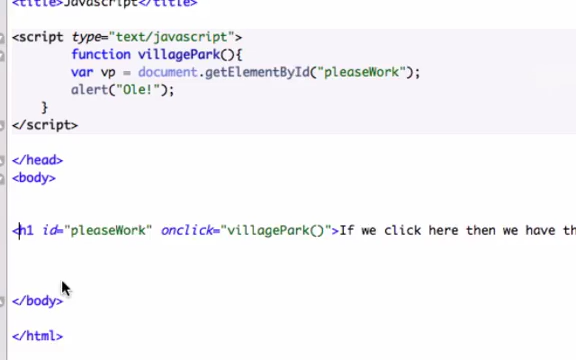 <title>Javascript</title>
<script type="text/javascript">
function villagePark(){
var vp = document.getElementById("pleaseWork");
alert("Ole!");
}
</script>
</head>
<body>
<h1 id="pleaseWork" onclick="villagePark()">If we click here then we have th
</body>
</html>